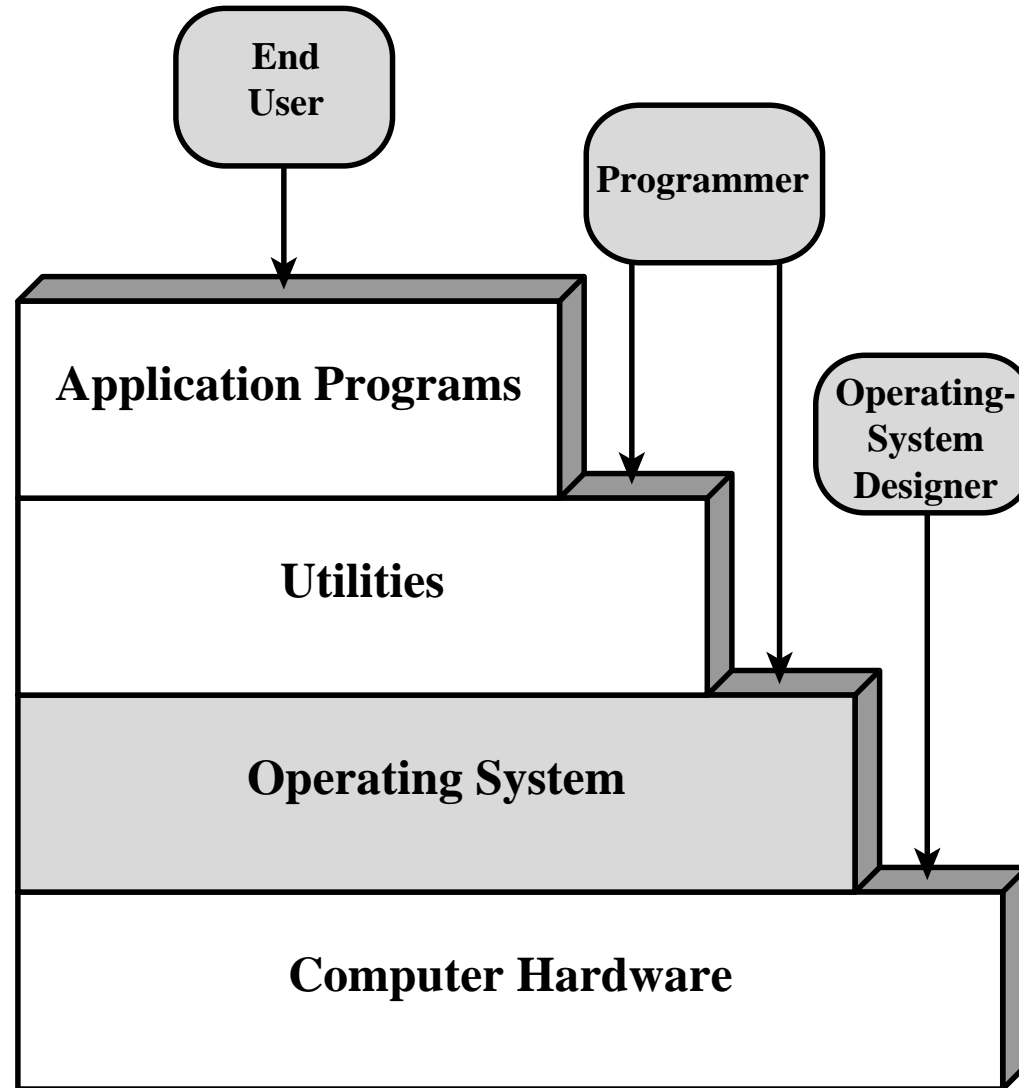 End
User
Programmer
Application Programs
Operating-
System
Designer
Utilities
Operating System
Computer Hardware